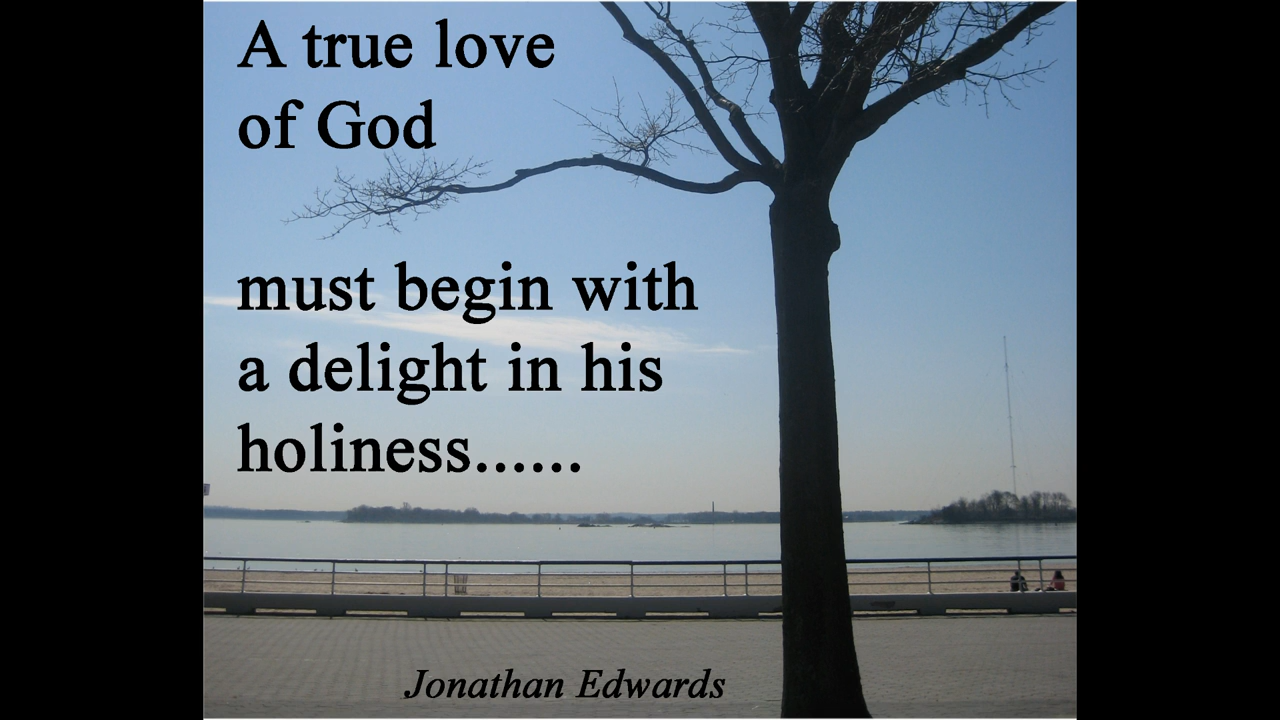 A true love
of God
must begin with
a delight in his
holiness......
Jonathan Edwards